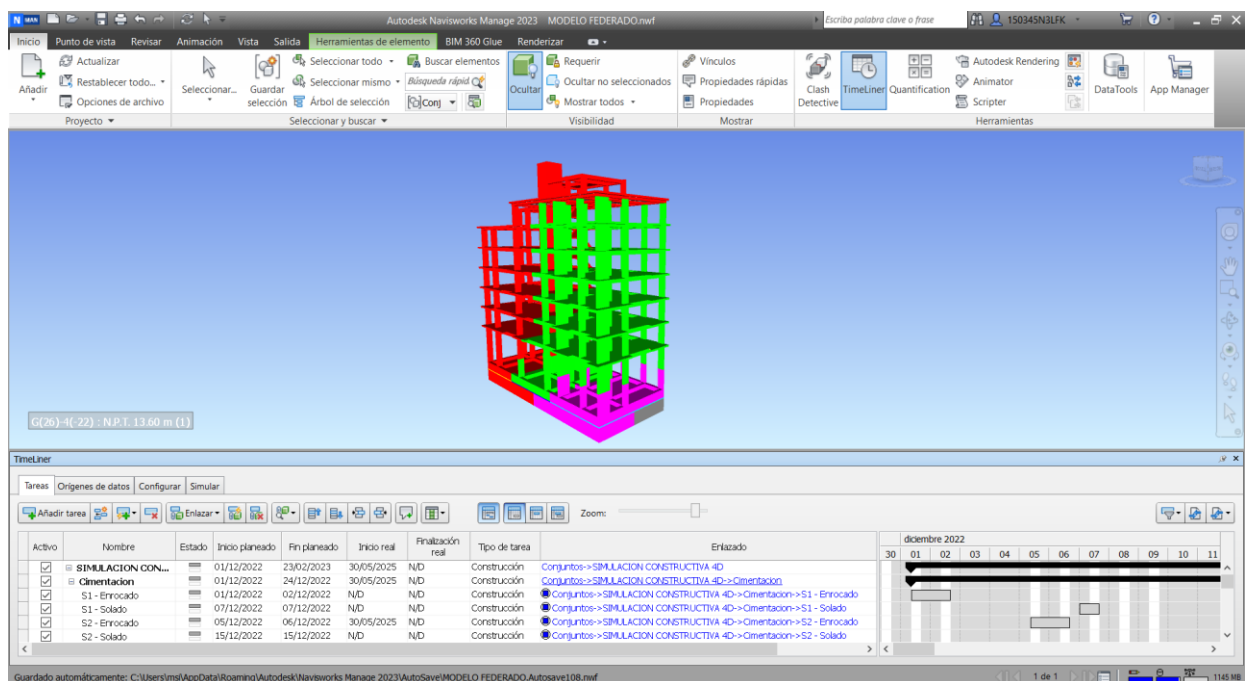 N MAN Autodesk Navisworks Manage 2023 MODELO FEDERADO.nwf Escriba palabra clave o frase 150345N3LFK
Inicio Punto de vista Revisar Animación Vista Salida Herramientas de elemento BIM 360 Glue Renderizar
Actualizar Seleccionar todo Buscar elementos Requerir Vínculos Autodesk Rendering
Restablecer todo... Seleccionar mismo Búsqueda rápid Ocultar no seleccionados Propiedades rápidas Animator
Añadir Seleccionar... Guardar selección Ocultar Clash Detective TimeLiner Quantification DataTools App Manager
Opciones de archivo Árbol de selección Conj Mostrar todos Propiedades Scripter
Proyecto Seleccionar y buscar Visibilidad Mostrar Herramientas
G(26)-4(-22) : N.P.T. 13.60 m (1)
TimeLiner
Tareas Orígenes de datos Configurar Simular
Añadir tarea Enlazar Zoom:
Activo Nombre Estado Inicio planeado Fin planeado Inicio real Finalización real Tipo de tarea Enlazado diciembre 2022
30 01 02 03 04 05 06 07 08 09 10 11
SIMULACION CON... 01/12/2022 23/02/2023 30/05/2025 N/D Construcción Conjuntos->SIMULACION CONSTRUCTIVA 4D
Cimentacion 01/12/2022 24/12/2022 30/05/2025 N/D Construcción Conjuntos->SIMULACION CONSTRUCTIVA 4D->Cimentacion
S1 - Enrocado 01/12/2022 02/12/2022 N/D N/D Construcción Conjuntos->SIMULACION CONSTRUCTIVA 4D->Cimentacion->S1 - Enrocado
S1 - Solado 07/12/2022 07/12/2022 N/D N/D Construcción Conjuntos->SIMULACION CONSTRUCTIVA 4D->Cimentacion->S1 - Solado
S2 - Enrocado 05/12/2022 06/12/2022 30/05/2025 N/D Construcción Conjuntos->SIMULACION CONSTRUCTIVA 4D->Cimentacion->S2 - Enrocado
S2 - Solado 15/12/2022 15/12/2022 N/D N/D Construcción Conjuntos->SIMULACION CONSTRUCTIVA 4D->Cimentacion->S2 - Solado
Guardado automáticamente: C:\Users\msi\AppData\Roaming\Autodesk\Navisworks Manage 2023\AutoSave\MODELO FEDERADO.Autosave108.nwf 1 de 1 1145 MB